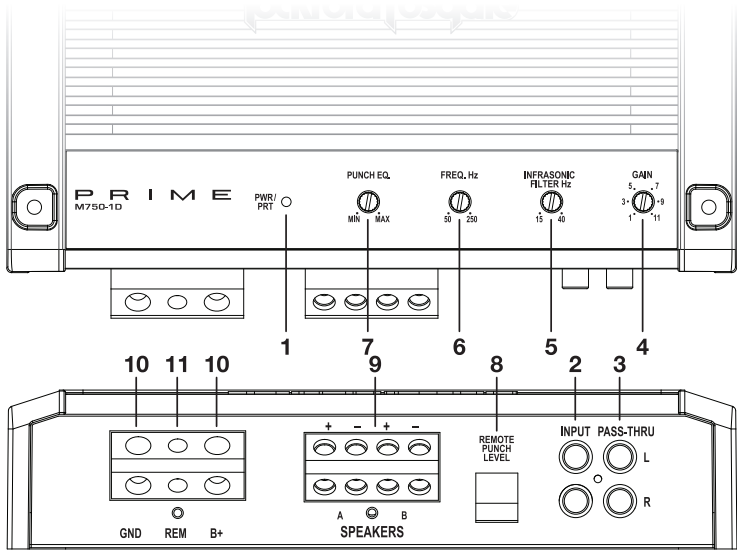 PRIME
M750-1D
PWR/
PRT
PUNCH EQ.
MIN MAX
FREQ. Hz
50 250
INFRASONIC
FILTER Hz
15 40
GAIN
5 7
3 9
1 11
1 7 6 5 4
10 11 10 9 8 2 3
+ − + −
REMOTE
PUNCH
LEVEL
INPUT PASS-THRU
L
R
A B
GND REM B+
SPEAKERS